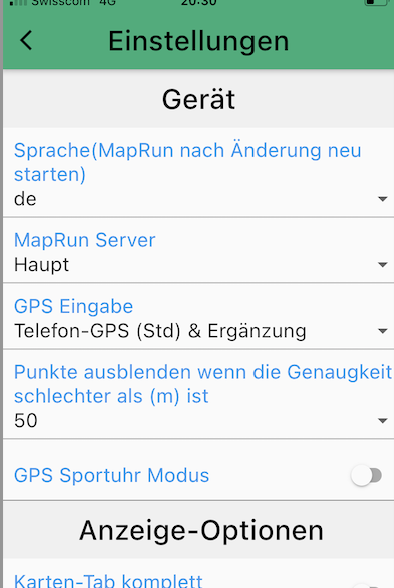 Swisscom 4G 20:30
Einstellungen
Gerät
Sprache(MapRun nach Änderung neu
starten)
de
MapRun Server
Haupt
GPS Eingabe
Telefon-GPS (Std) & Ergänzung
Punkte ausblenden wenn die Genaugkeit
schlechter als (m) ist
50
GPS Sportuhr Modus
Anzeige-Optionen
Karten-Tab komplett